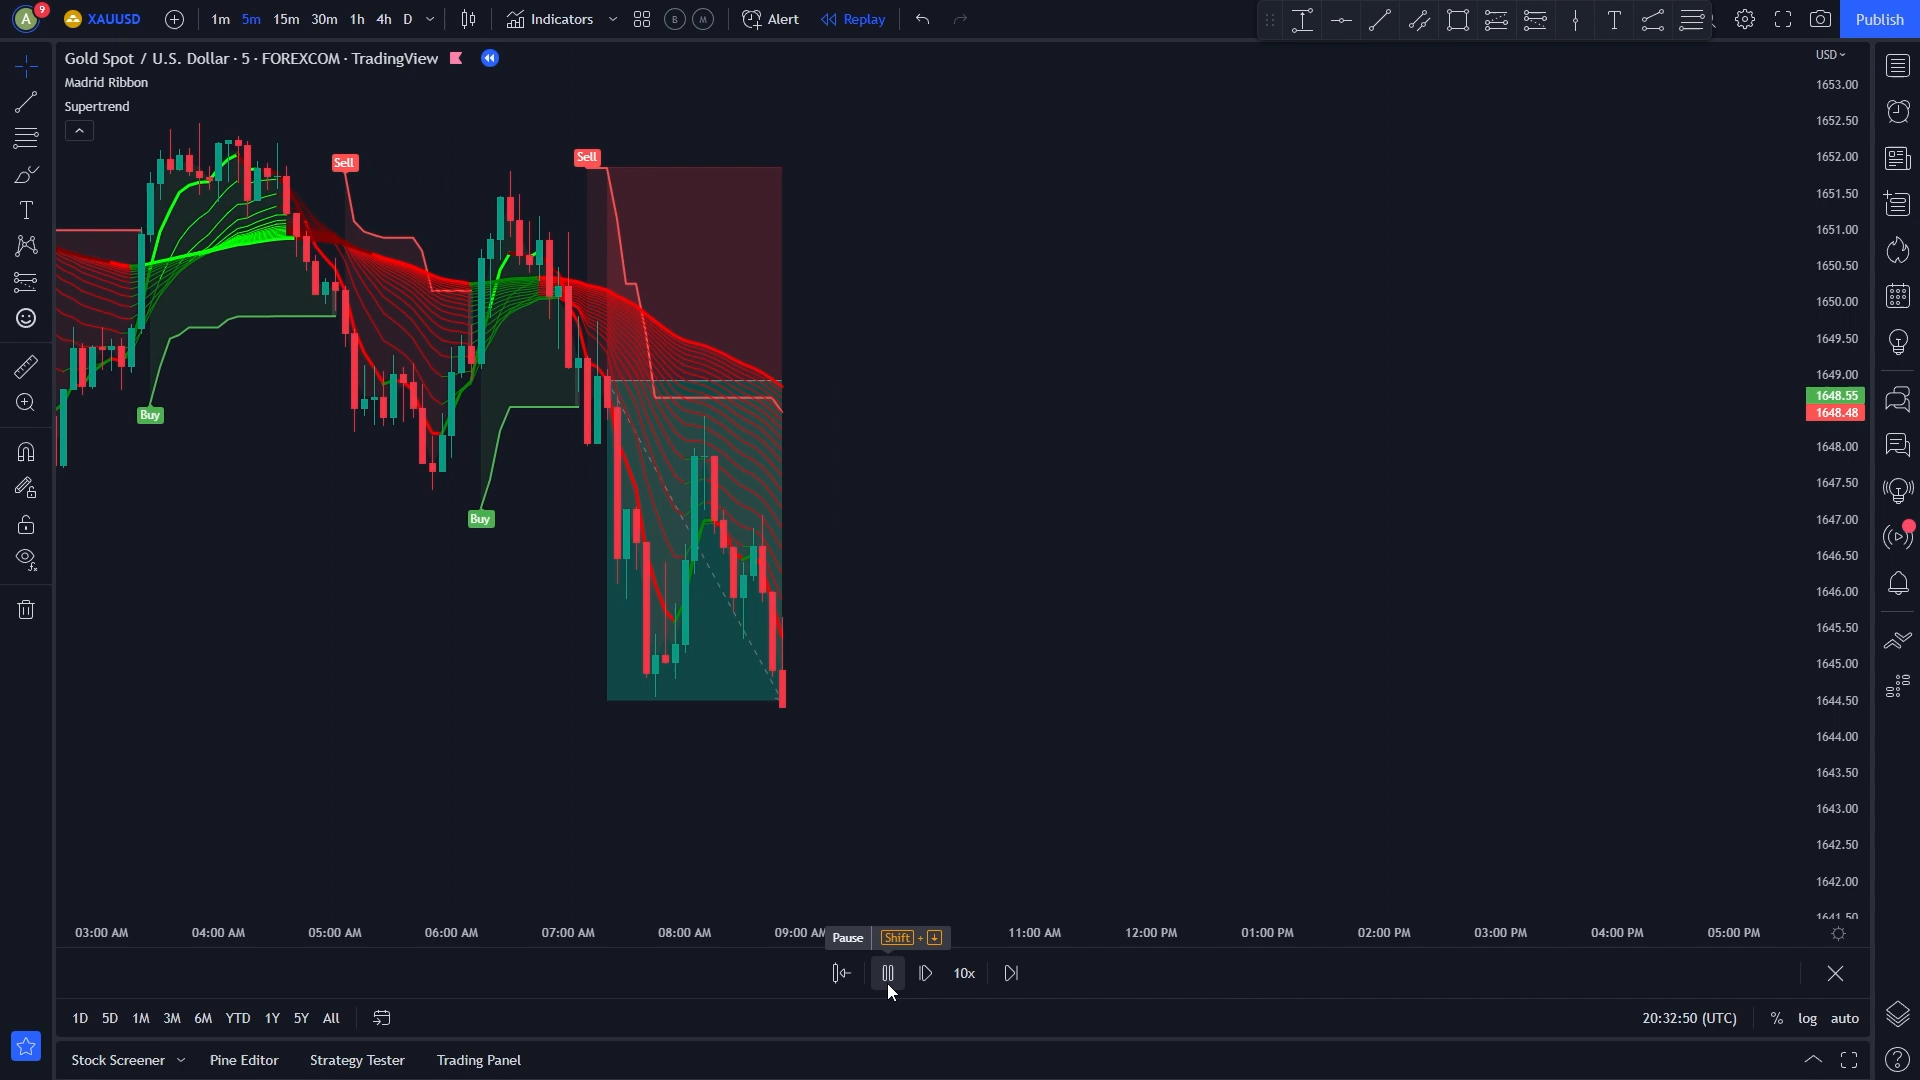 A 9 XAUUSD 1m 5m 15m 30m 1h 4h D Indicators B M Alert Replay Publish
Gold Spot / U.S. Dollar · 5 · FOREXCOM · TradingView
Madrid Ribbon
Supertrend
USD
1653.00
1652.50
1652.00
1651.50
1651.00
1650.50
1650.00
1649.50
1649.00
1648.55
1648.48
1648.00
1647.50
1647.00
1646.50
1646.00
1645.50
1645.00
1644.50
1644.00
1643.50
1643.00
1642.50
1642.00
1641.50
Sell
Sell
Buy
Buy
03:00 AM 04:00 AM 05:00 AM 06:00 AM 07:00 AM 08:00 AM 09:00 AM 11:00 AM 12:00 PM 01:00 PM 02:00 PM 03:00 PM 04:00 PM 05:00 PM
Pause Shift + ↓
10x
1D 5D 1M 3M 6M YTD 1Y 5Y All 20:32:50 (UTC) % log auto
Stock Screener Pine Editor Strategy Tester Trading Panel